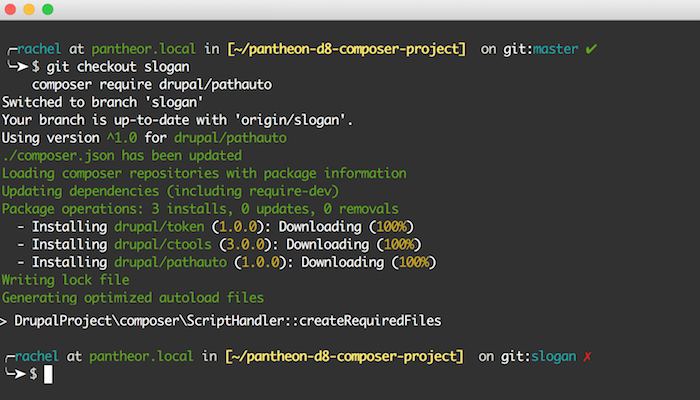 ╭─rachel at pantheor.local in [~/pantheon-d8-composer-project]  on git:master ✔
╰─➤ $ git checkout slogan
composer require drupal/pathauto
Switched to branch 'slogan'
Your branch is up-to-date with 'origin/slogan'.
Using version ^1.0 for drupal/pathauto
./composer.json has been updated
Loading composer repositories with package information
Updating dependencies (including require-dev)
Package operations: 3 installs, 0 updates, 0 removals
- Installing drupal/token (1.0.0): Downloading (100%)
- Installing drupal/ctools (3.0.0): Downloading (100%)
- Installing drupal/pathauto (1.0.0): Downloading (100%)
Writing lock file
Generating optimized autoload files
> DrupalProject\composer\ScriptHandler::createRequiredFiles
╭─rachel at pantheor.local in [~/pantheon-d8-composer-project]  on git:slogan ✗
╰─➤ $